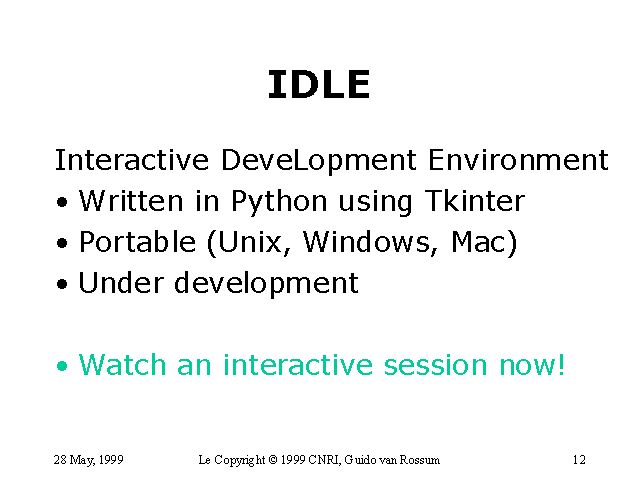 IDLE
Interactive DeveLopment Environment
• Written in Python using Tkinter
• Portable (Unix, Windows, Mac)
• Under development
• Watch an interactive session now!
28 May, 1999 Le Copyright © 1999 CNRI, Guido van Rossum 12